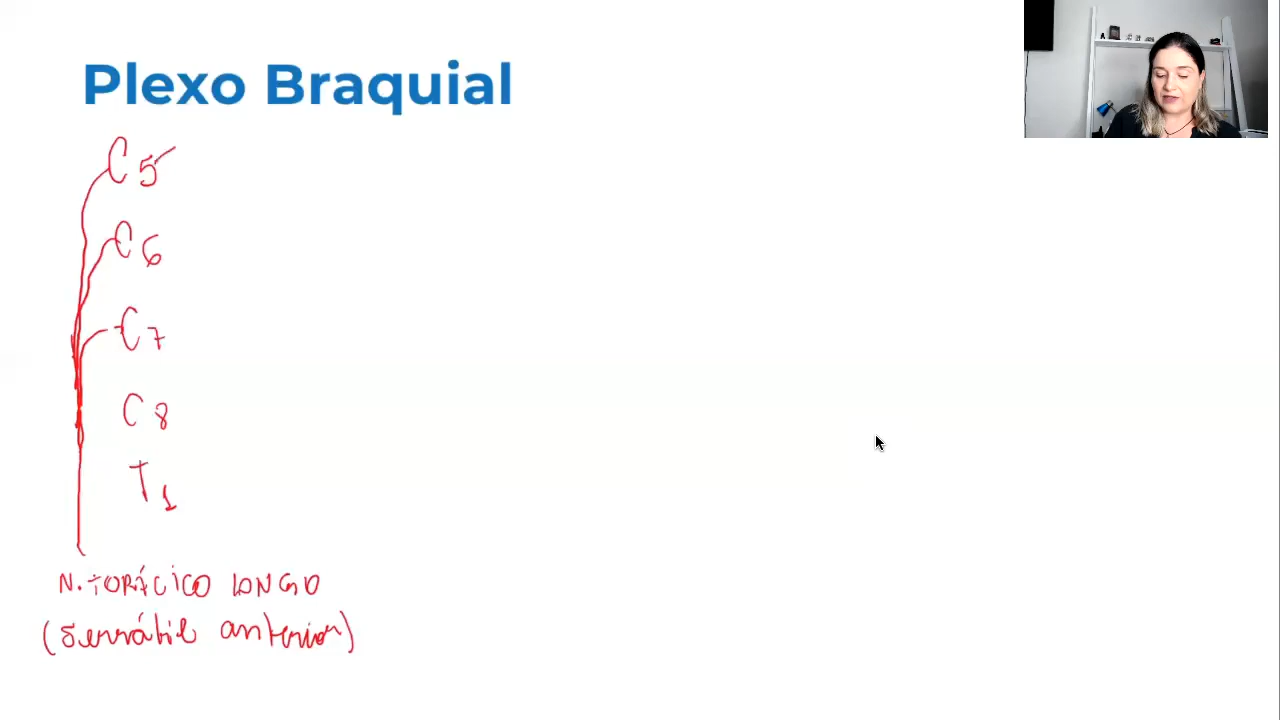 Plexo Braquial
C5
C6
C7
C8
T1
N. TORÁCICO LONGO
(serrátil anterior)